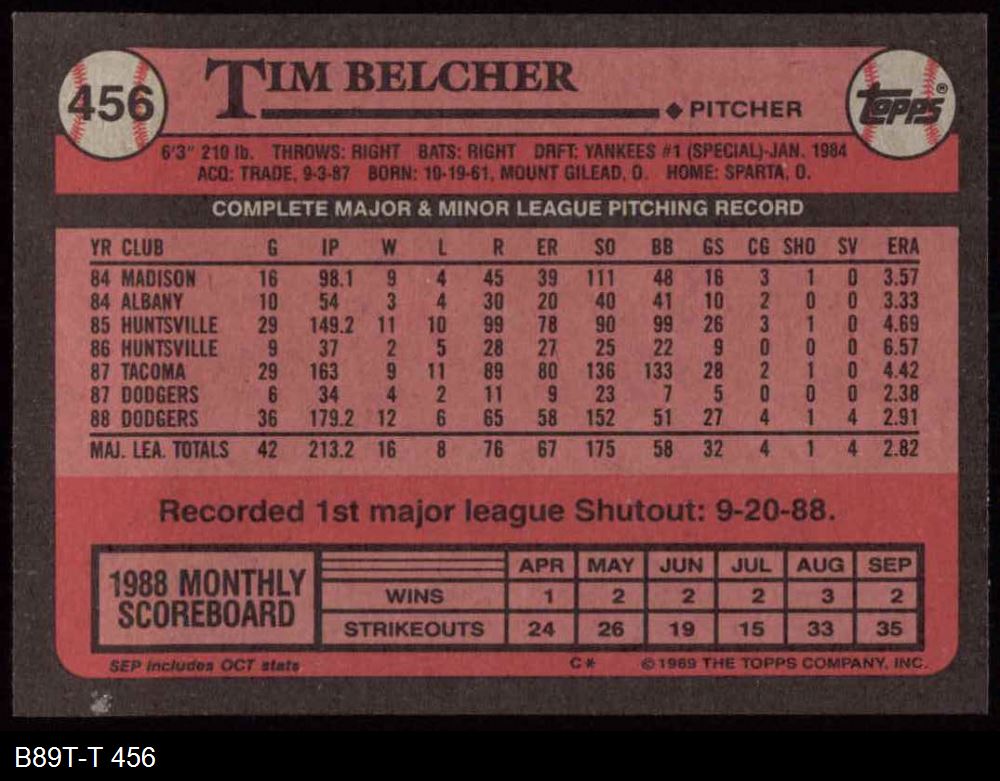 456
TIM BELCHER
◆ PITCHER
topps®
6'3" 210 lb. THROWS: RIGHT BATS: RIGHT DRFT: YANKEES #1 (SPECIAL)-JAN. 1984
ACQ: TRADE, 9-3-87 BORN: 10-19-61, MOUNT GILEAD, O. HOME: SPARTA, O.
COMPLETE MAJOR & MINOR LEAGUE PITCHING RECORD
YR CLUB G IP W L R ER SO BB GS CG SHO SV ERA
84 MADISON 16 98.1 9 4 45 39 111 48 16 3 1 0 3.57
84 ALBANY 10 54 3 4 30 20 40 41 10 2 0 0 3.33
85 HUNTSVILLE 29 149.2 11 10 99 78 90 99 26 3 1 0 4.69
86 HUNTSVILLE 9 37 2 5 28 27 25 22 9 0 0 0 6.57
87 TACOMA 29 163 9 11 89 80 136 133 28 2 1 0 4.42
87 DODGERS 6 34 4 2 11 9 23 7 5 0 0 0 2.38
88 DODGERS 36 179.2 12 6 65 58 152 51 27 4 1 4 2.91
MAJ. LEA. TOTALS 42 213.2 16 8 76 67 175 58 32 4 1 4 2.82
Recorded 1st major league Shutout: 9-20-88.
1988 MONTHLY
SCOREBOARD
APR MAY JUN JUL AUG SEP
WINS 1 2 2 2 3 2
STRIKEOUTS 24 26 19 15 33 35
SEP includes OCT stats
C* © 1989 THE TOPPS COMPANY, INC.
B89T-T 456